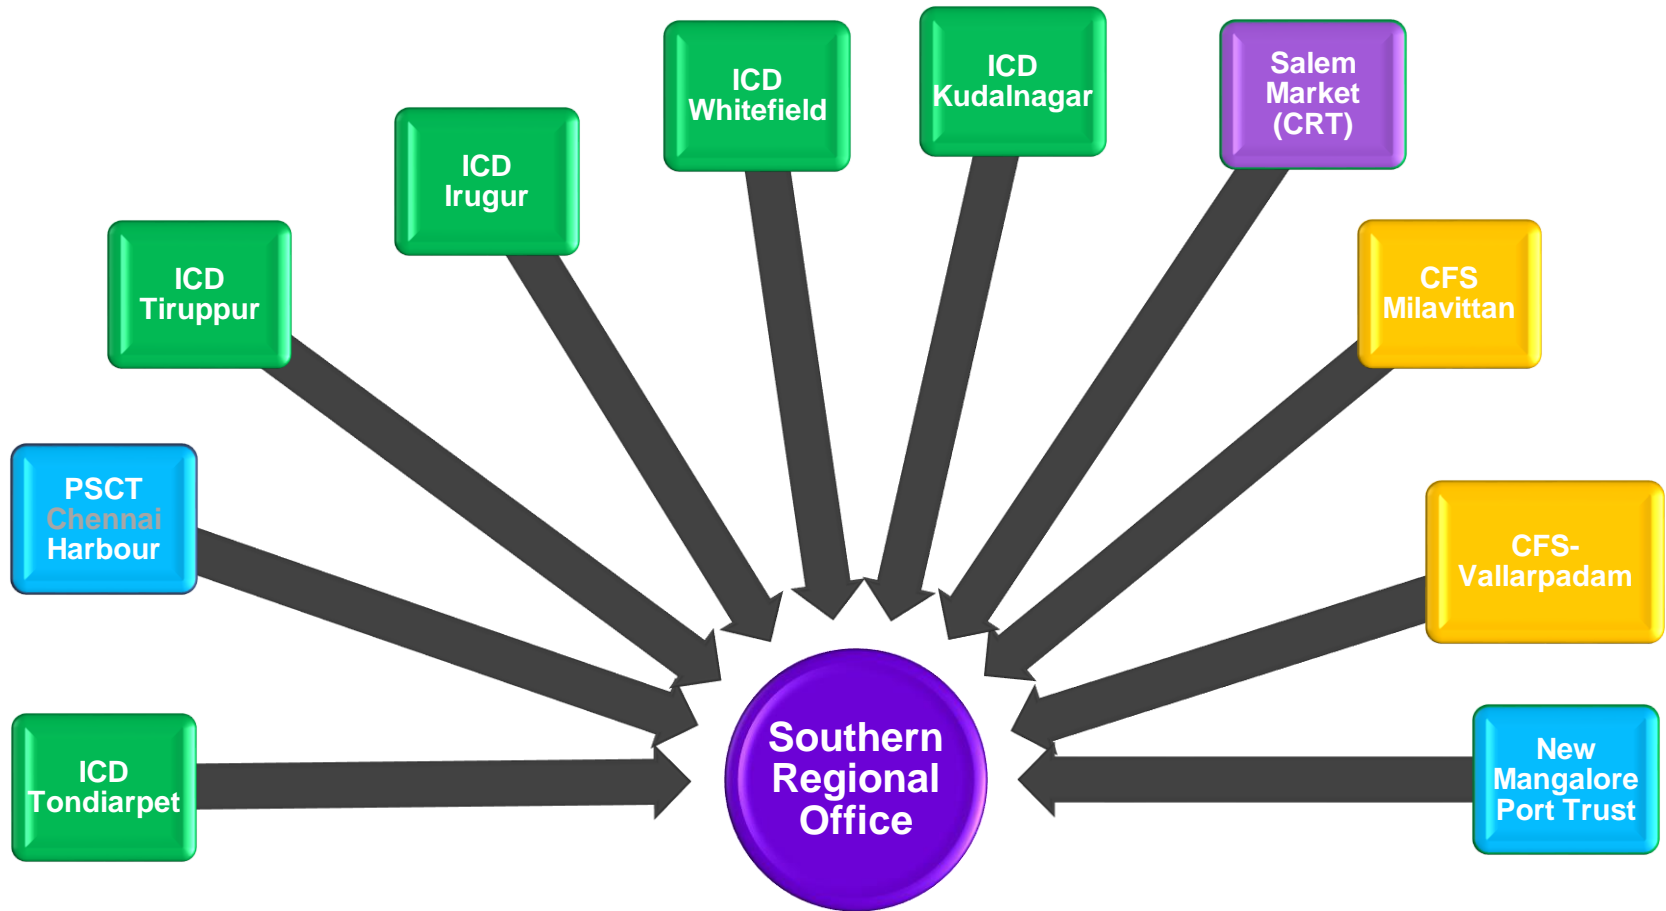 ICD
Whitefield
ICD
Kudalnagar
Salem
Market
(CRT)
ICD
Irugur
ICD
Tiruppur
CFS
Milavittan
PSCT
Chennai
Harbour
CFS-
Vallarpadam
ICD
Tondiarpet
Southern
Regional
Office
New
Mangalore
Port Trust